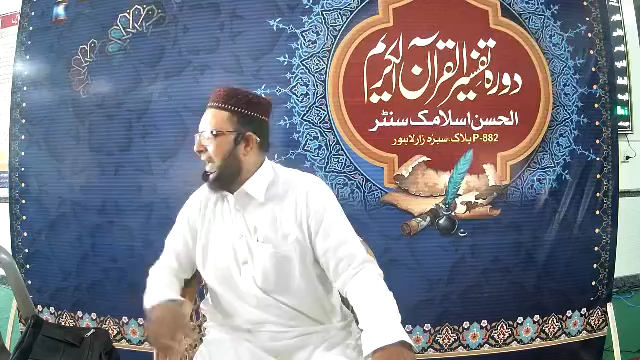 دورہ تفسیر القرآن الکریم
الحسن اسلامک سنٹر
P-882 بلاک، سبزہ زار لاہور